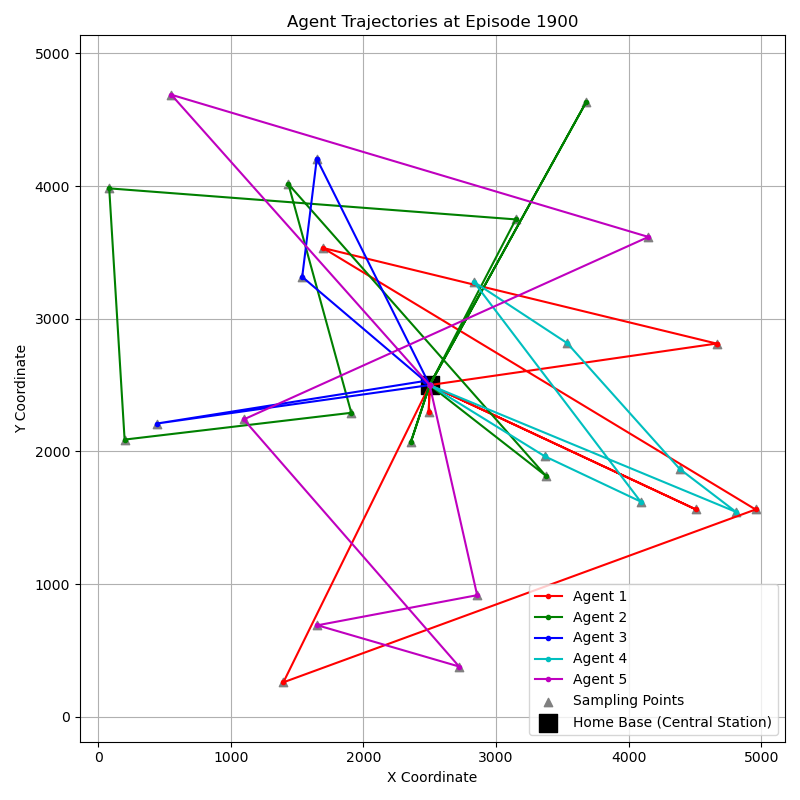 Agent Trajectories at Episode 1900
Y Coordinate
5000
4000
3000
2000
1000
0
0 1000 2000 3000 4000 5000
X Coordinate
Agent 1
Agent 2
Agent 3
Agent 4
Agent 5
Sampling Points
Home Base (Central Station)